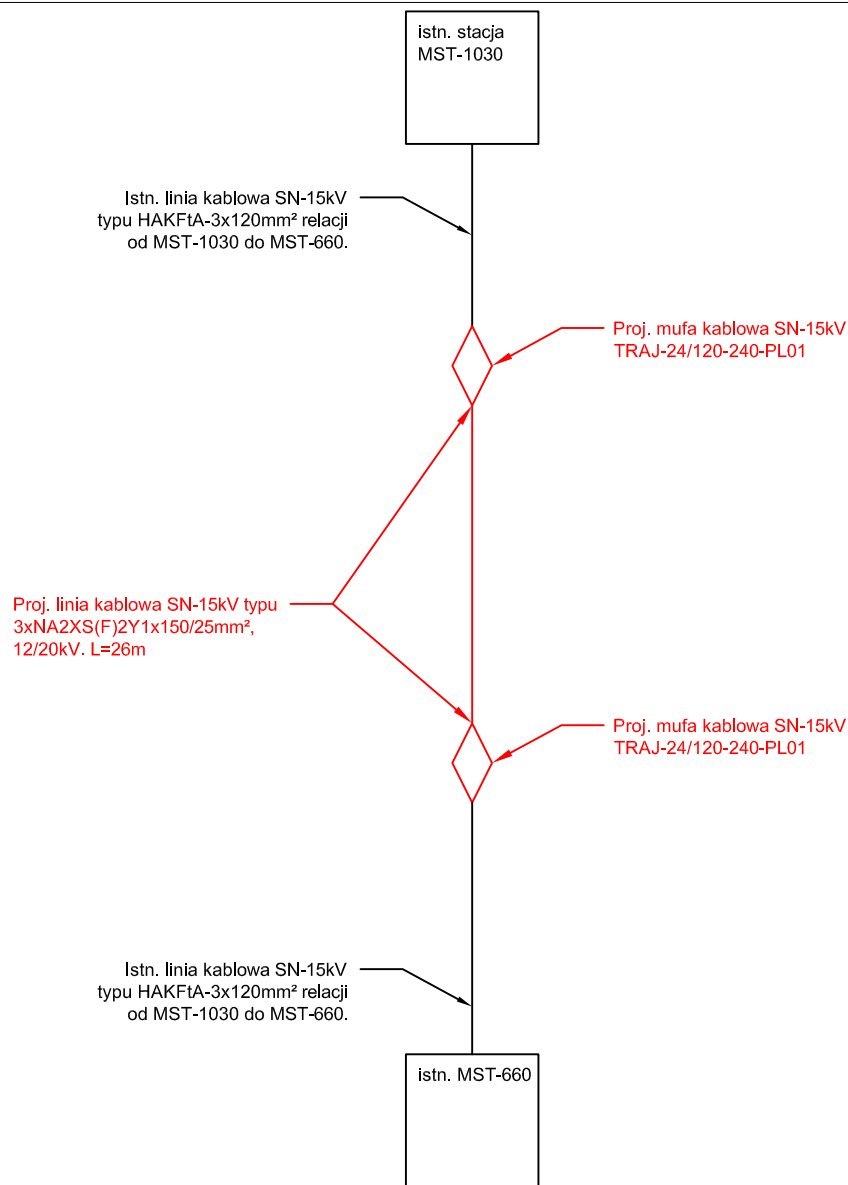 istn. stacja
MST-1030
Istn. linia kablowa SN-15kV
typu HAKFtA-3x120mm² relacji
od MST-1030 do MST-660.
Proj. mufa kablowa SN-15kV
TRAJ-24/120-240-PL01
Proj. linia kablowa SN-15kV typu
3xNA2XS(F)2Y1x150/25mm²,
12/20kV. L=26m
Proj. mufa kablowa SN-15kV
TRAJ-24/120-240-PL01
Istn. linia kablowa SN-15kV
typu HAKFtA-3x120mm² relacji
od MST-1030 do MST-660.
istn. MST-660